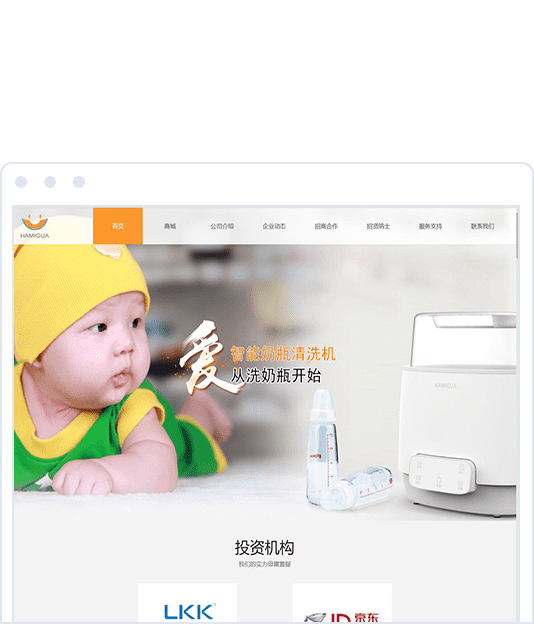 HAMIGUA
首页 商城 公司介绍 企业动态 招商合作 招贤纳士 服务支持 联系我们
爱
智能奶瓶清洗机
从洗奶瓶开始
HAMIGUA
投资机构
我们的实力毋庸置疑
LKK
JD 京东